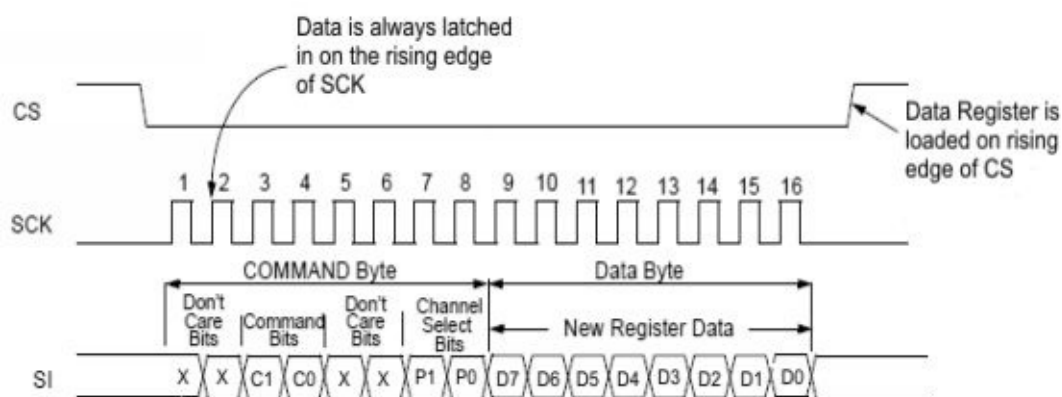 Data is always latched
in on the rising edge
of SCK
CS
Data Register is
loaded on rising
edge of CS
1 2 3 4 5 6 7 8 9 10 11 12 13 14 15 16
SCK
COMMAND Byte
Data Byte
Don't
Care
Bits
Command
Bits
Don't
Care
Bits
Channel
Select
Bits
New Register Data
SI
X X C1 C0 X X P1 P0 D7 D6 D5 D4 D3 D2 D1 D0